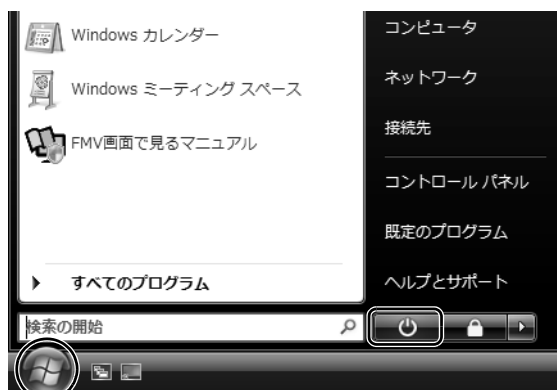 Windows カレンダー
Windows ミーティング スペース
FMV画面で見るマニュアル
すべてのプログラム
検索の開始
コンピュータ
ネットワーク
接続先
コントロール パネル
既定のプログラム
ヘルプとサポート